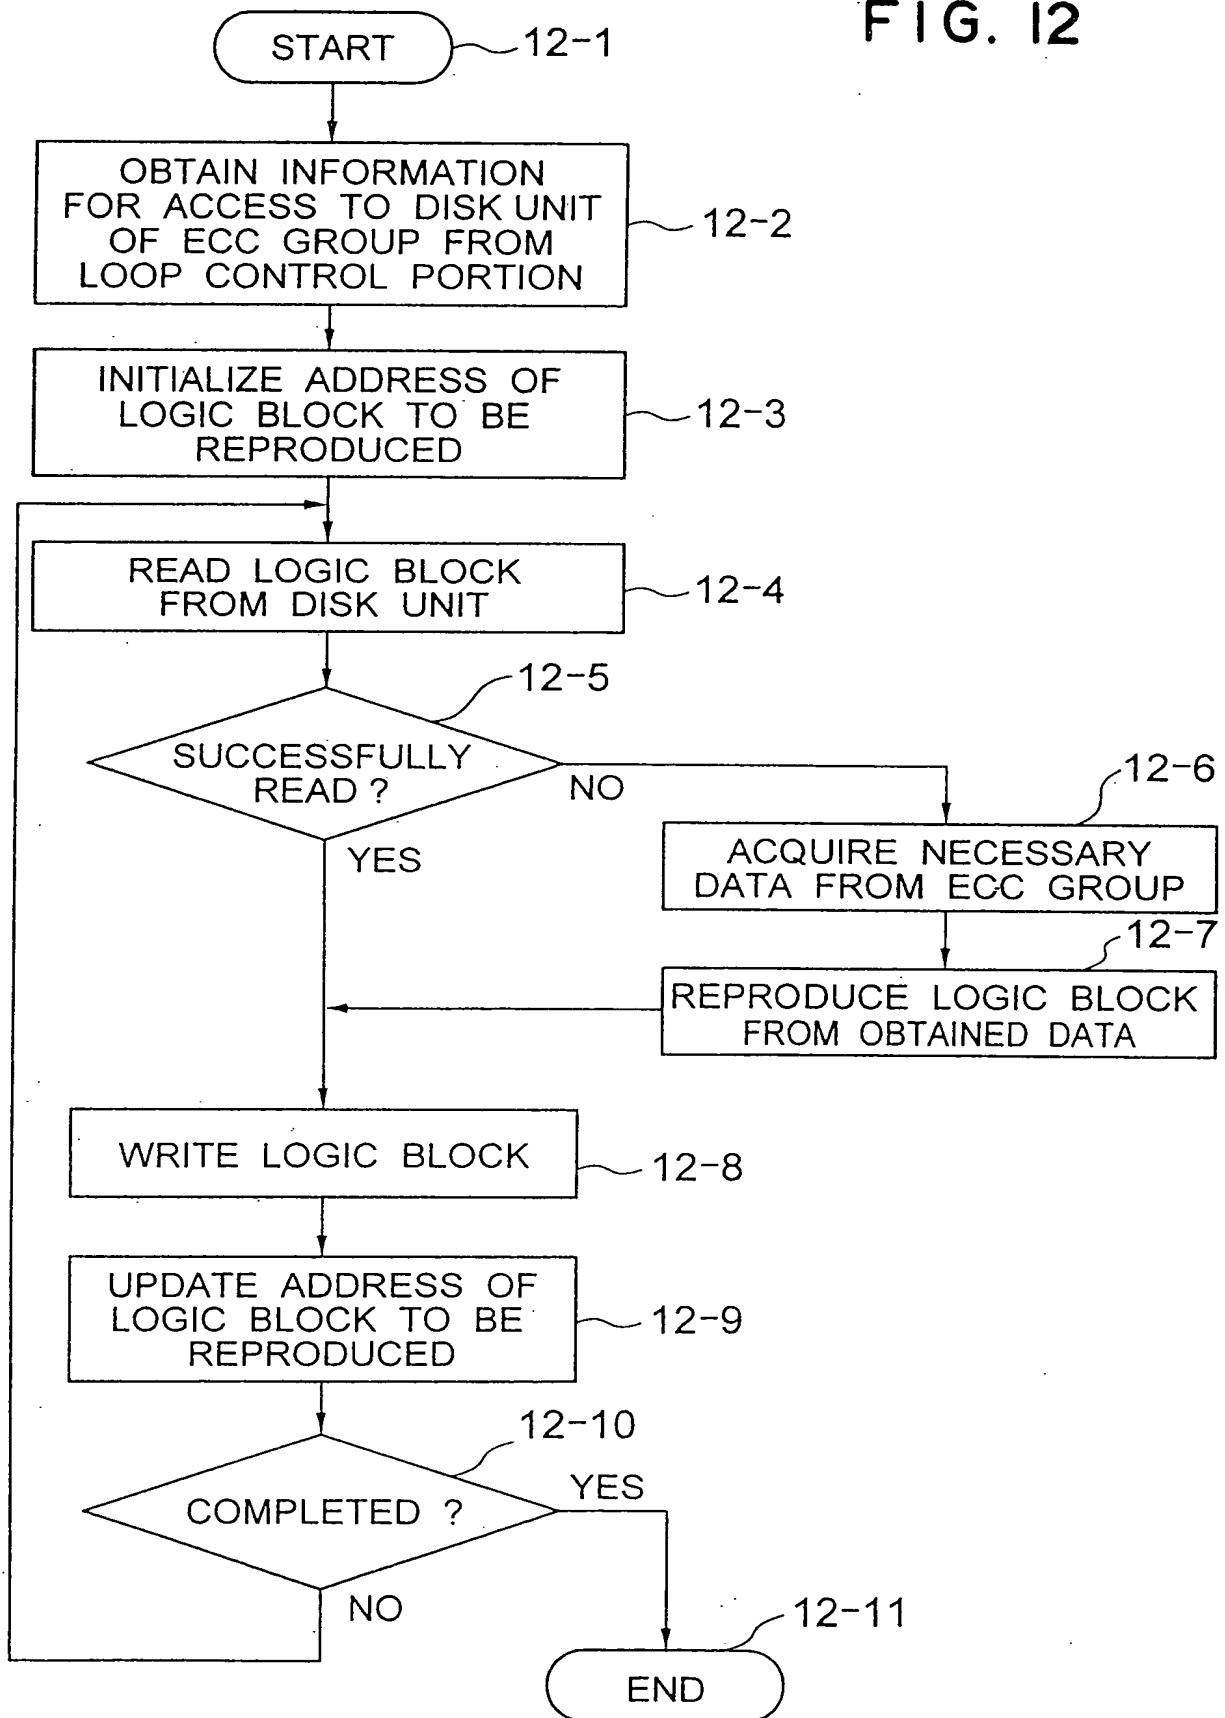 FIG. 12
START
12-1
OBTAIN INFORMATION
FOR ACCESS TO DISK UNIT
OF ECC GROUP FROM
LOOP CONTROL PORTION
12-2
INITIALIZE ADDRESS OF
LOGIC BLOCK TO BE
REPRODUCED
12-3
READ LOGIC BLOCK
FROM DISK UNIT
12-4
12-5
SUCCESSFULLY
READ ?
NO
YES
12-6
ACQUIRE NECESSARY
DATA FROM ECC GROUP
12-7
REPRODUCE LOGIC BLOCK
FROM OBTAINED DATA
WRITE LOGIC BLOCK
12-8
UPDATE ADDRESS OF
LOGIC BLOCK TO BE
REPRODUCED
12-9
12-10
COMPLETED ?
YES
NO
12-11
END